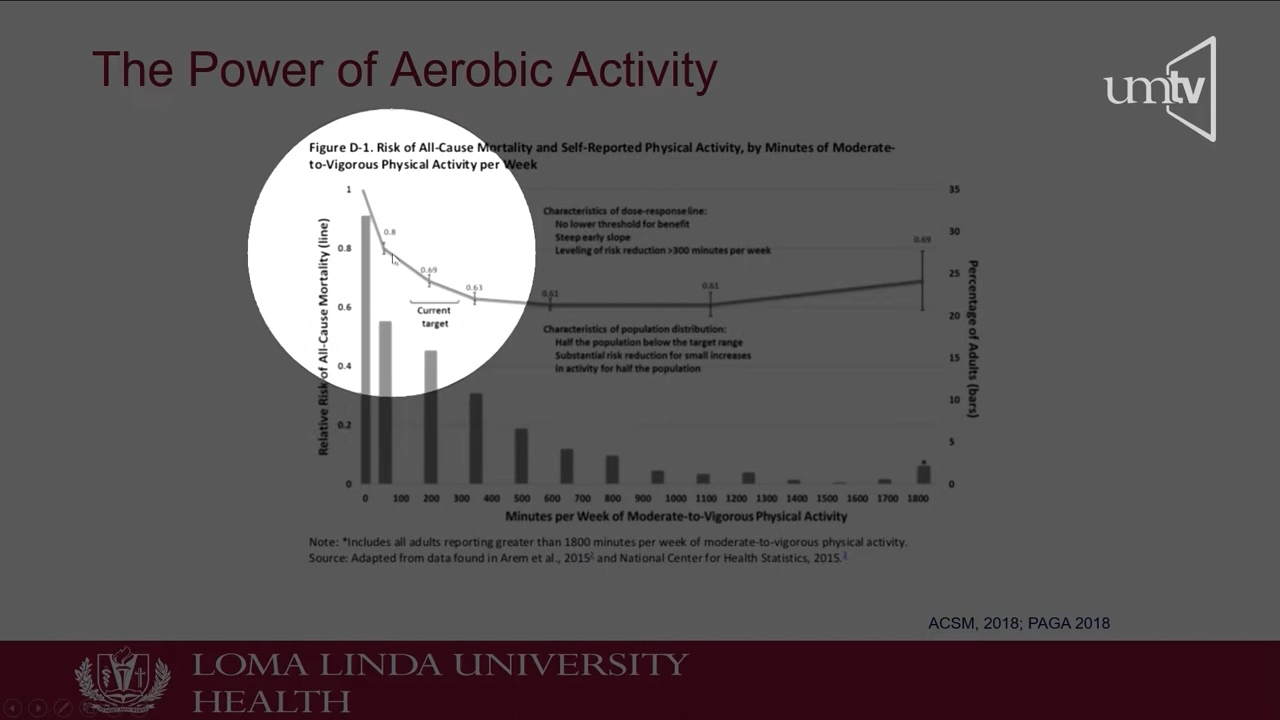 The Power of Aerobic Activity
umtv
Figure D-1. Risk of All-Cause Mortality and Self-Reported Physical Activity, by Minutes of Moderate-
to-Vigorous Physical Activity per Week
Relative Risk of All-Cause Mortality (line)
1
0.8
0.6
0.4
0.2
0
0.8
0.69
0.63
0.61
0.61
0.69
Current
target
Characteristics of dose-response line:
No lower threshold for benefit
Steep early slope
Leveling of risk reduction >300 minutes per week
Characteristics of population distribution:
Half the population below the target range
Substantial risk reduction for small increases
in activity for half the population
35
30
25
20
15
10
5
0
Percentage of Adults (bars)
*
0 100 200 300 400 500 600 700 800 900 1000 1100 1200 1300 1400 1500 1600 1700 1800
Minutes per Week of Moderate-to-Vigorous Physical Activity
Note: *Includes all adults reporting greater than 1800 minutes per week of moderate-to-vigorous physical activity.
Source: Adapted from data found in Arem et al., 2015² and National Center for Health Statistics, 2015.³
ACSM, 2018; PAGA 2018
LOMA LINDA UNIVERSITY
HEALTH